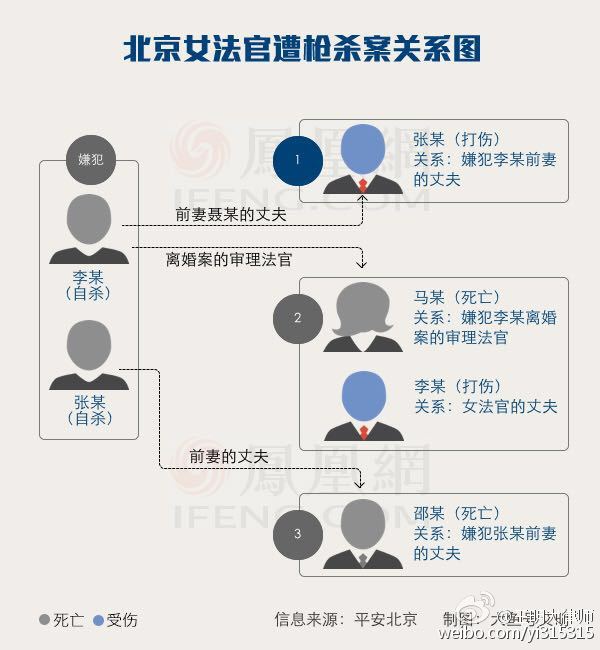 北京女法官遭枪杀案关系图
鳳凰網
IFENG.COM
嫌犯
李某
（自杀）
张某
（自杀）
前妻聂某的丈夫
离婚案的审理法官
前妻的丈夫
1
张某（打伤）
关系：嫌犯李某前妻
的丈夫
2
马某（死亡）
关系：嫌犯李某离婚
案的审理法官
李某（打伤）
关系：女法官的丈夫
鳳凰網
IFENG.COM
3
邵某（死亡）
关系：嫌犯张某前妻
的丈夫
死亡
受伤
信息来源：平安北京
制图：大鱼
weibo.com/yi315315